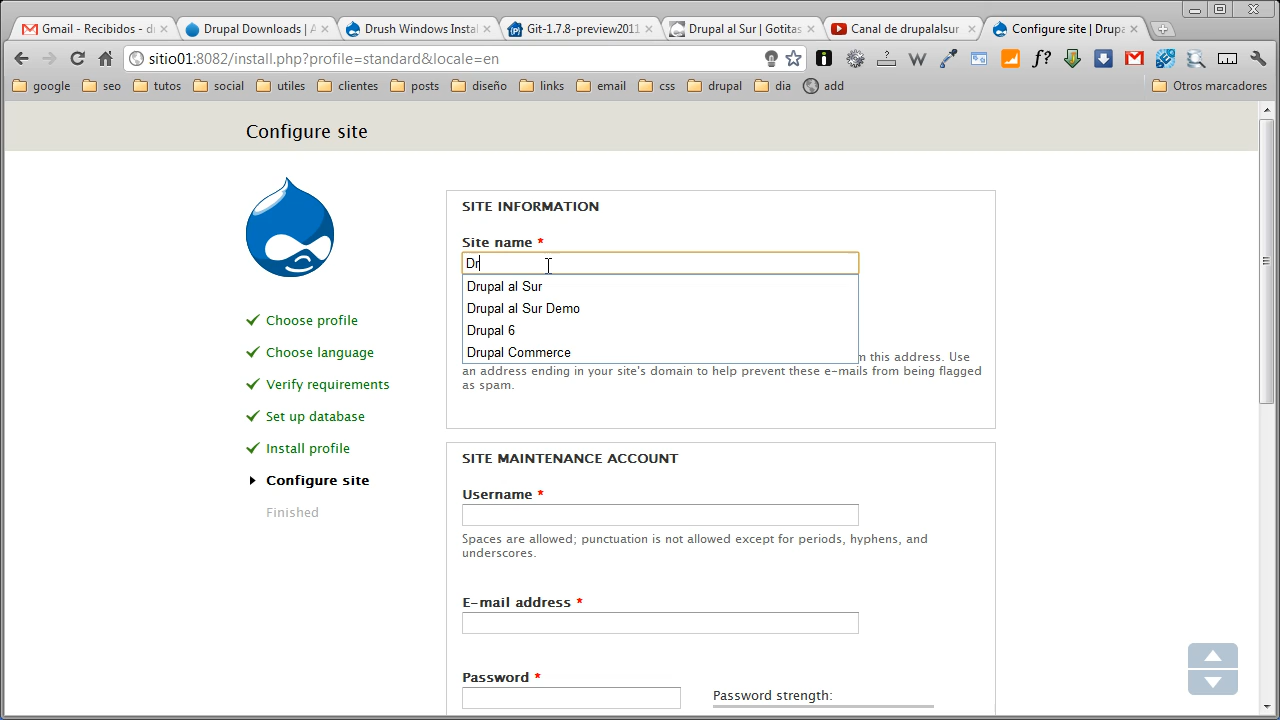 Gmail - Recibidos - dr
Drupal Downloads | A
Drush Windows Instal
Git-1.7.8-preview2011
Drupal al Sur | Gotitas
Canal de drupalalsur
Configure site | Drupa
sitio01:8082/install.php?profile=standard&locale=en
google
seo
tutos
social
utiles
clientes
posts
diseño
links
email
css
drupal
dia
add
Otros marcadores
Configure site
Choose profile
Choose language
Verify requirements
Set up database
Install profile
Configure site
Finished
SITE INFORMATION
Site name *
Dr
Drupal al Sur
Drupal al Sur Demo
Drupal 6
Drupal Commerce
this address. Use
an address ending in your site's domain to help prevent these e-mails from being flagged
as spam.
SITE MAINTENANCE ACCOUNT
Username *
Spaces are allowed; punctuation is not allowed except for periods, hyphens, and
underscores.
E-mail address *
Password *
Password strength: